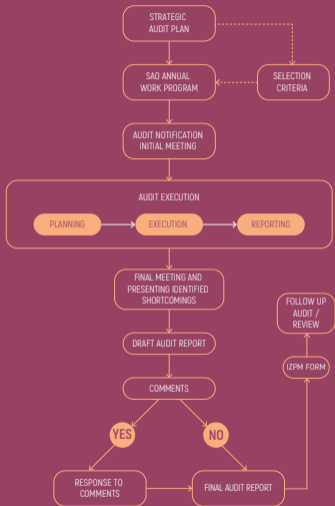 STRATEGIC
AUDIT PLAN
SAO ANNUAL
WORK PROGRAM
SELECTION
CRITERIA
AUDIT NOTIFICATION
INITIAL MEETING
AUDIT EXECUTION
PLANNING
EXECUTION
REPORTING
FINAL MEETING AND
PRESENTING IDENTIFIED
SHORTCOMINGS
FOLLOW UP
AUDIT /
REVIEW
DRAFT AUDIT REPORT
IZPM FORM
COMMENTS
YES
NO
RESPONSE TO
COMMENTS
FINAL AUDIT REPORT